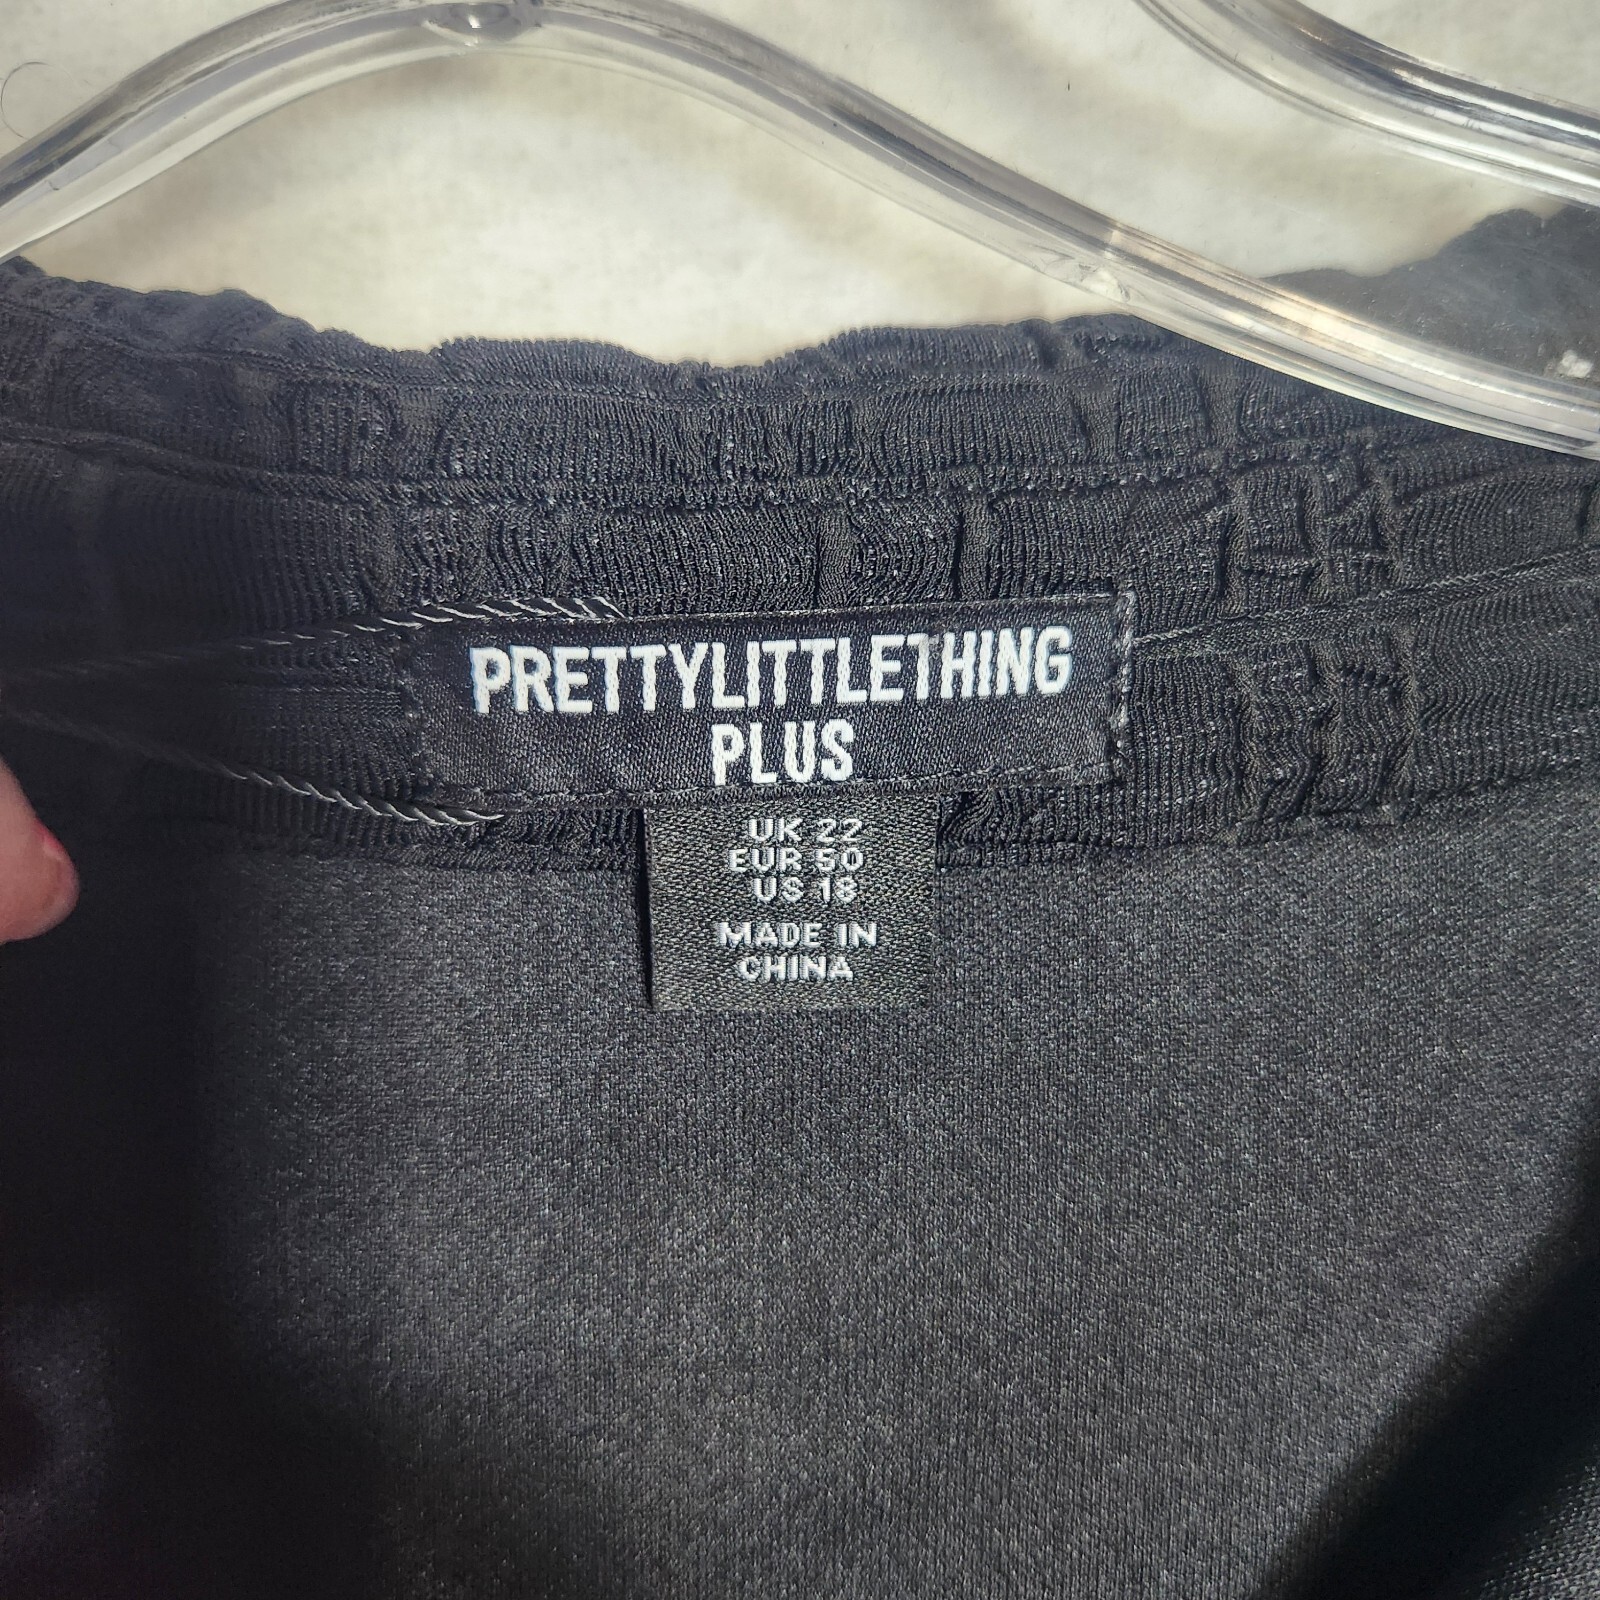 PRETTYLITTLETHING
PLUS
UK 22
EUR 50
US 18
MADE IN
CHINA